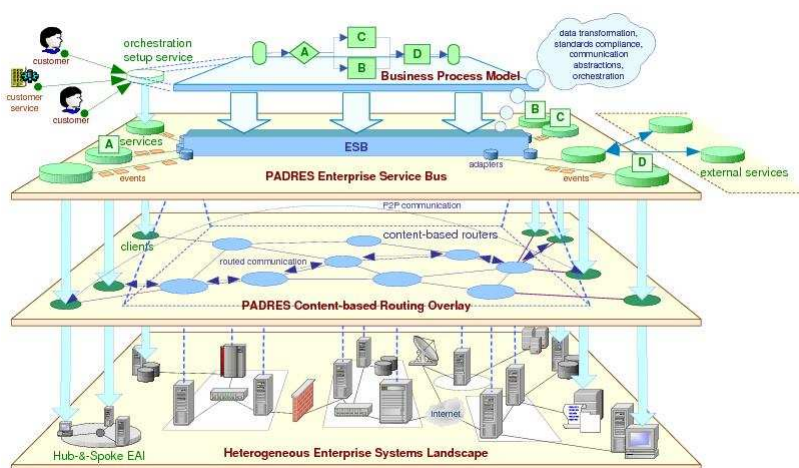 data transformation,
standards compliance,
communication
abstractions,
orchestration
orchestration
setup service
customer
customer
service
customer
A
C
B
D
Business Process Model
services
A
B
C
D
ESB
adapters
events
events
external services
PADRES Enterprise Service Bus
P2P communication
clients
content-based routers
routed communication
PADRES Content-based Routing Overlay
Internet
Hub-&-Spoke EAI
Heterogeneous Enterprise Systems Landscape